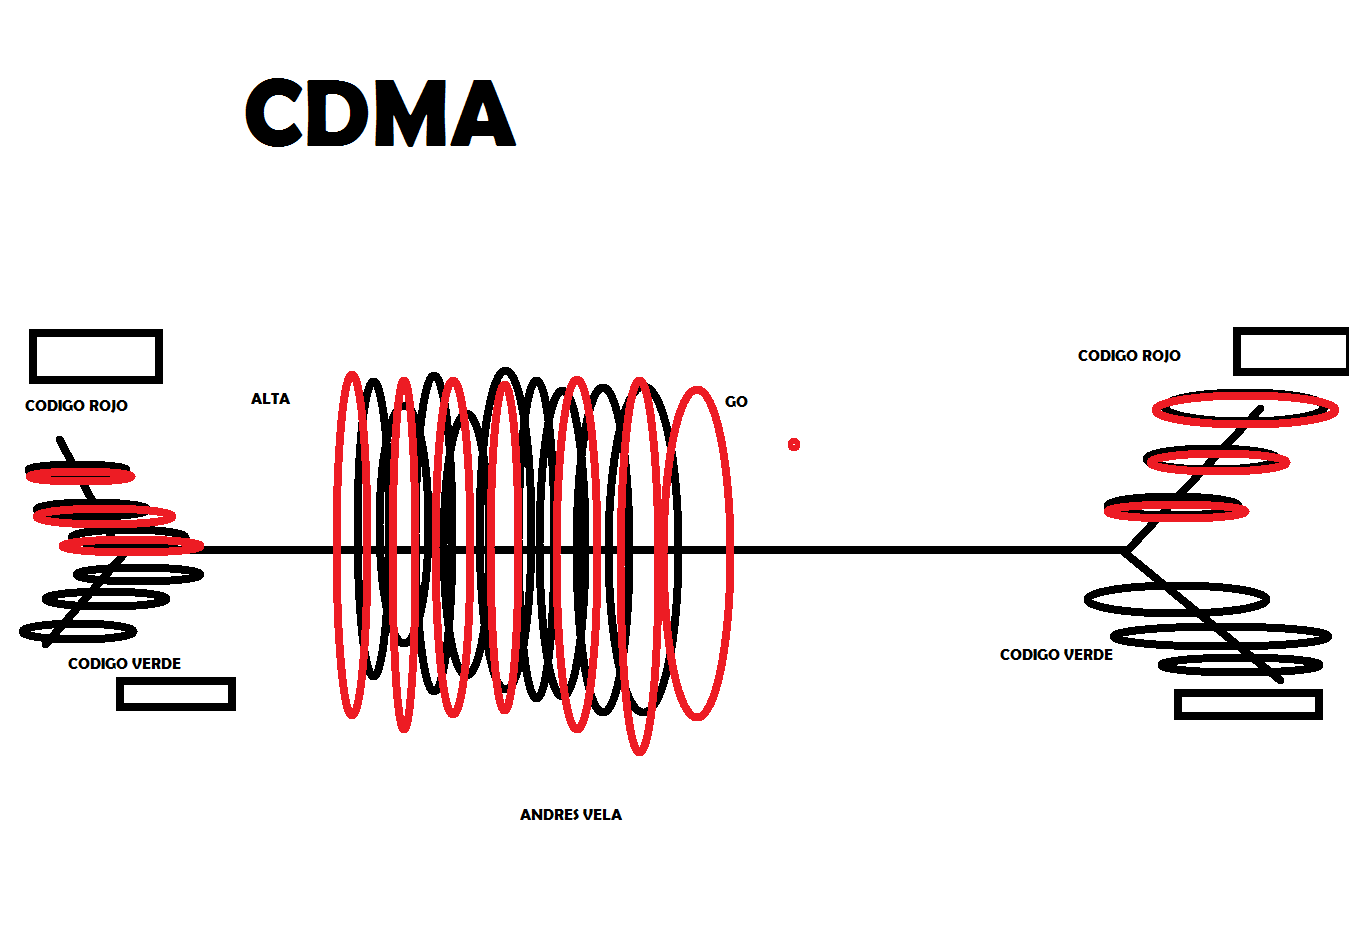 CDMA
CODIGO ROJO
ALTA
GO
CODIGO ROJO
CODIGO VERDE
CODIGO VERDE
ANDRES VELA